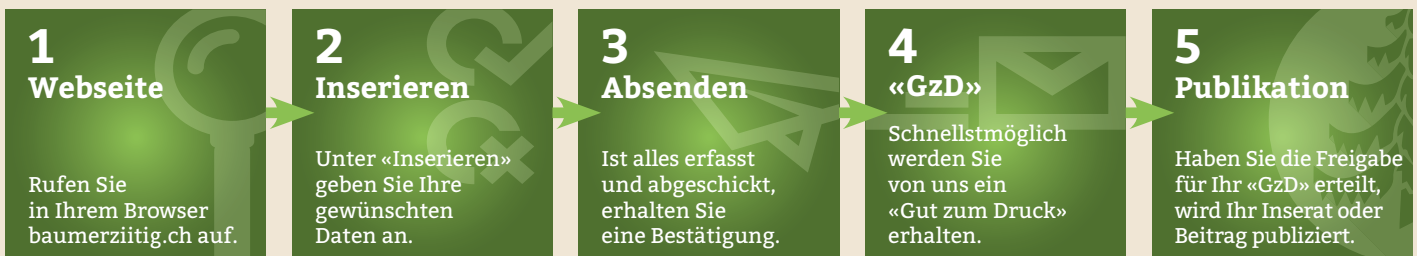 1
Webseite
Rufen Sie
in Ihrem Browser
baumerziitig.ch auf.
2
Inserieren
Unter «Inserieren»
geben Sie Ihre
gewünschten
Daten an.
3
Absenden
Ist alles erfasst
und abgeschickt,
erhalten Sie
eine Bestätigung.
4
«GzD»
Schnellstmöglich
werden Sie
von uns ein
«Gut zum Druck»
erhalten.
5
Publikation
Haben Sie die Freigabe
für Ihr «GzD» erteilt,
wird Ihr Inserat oder
Beitrag publiziert.